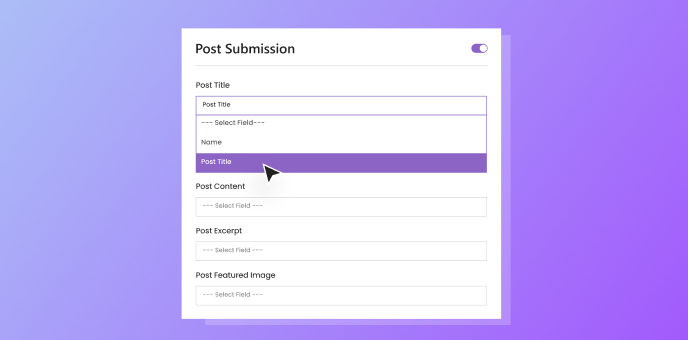 Post Submission
Post Title
Post Title
--- Select Field---
Name
Post Title
Post Content
--- Select Field ---
Post Excerpt
--- Select Field ---
Post Featured Image
--- Select Field ---